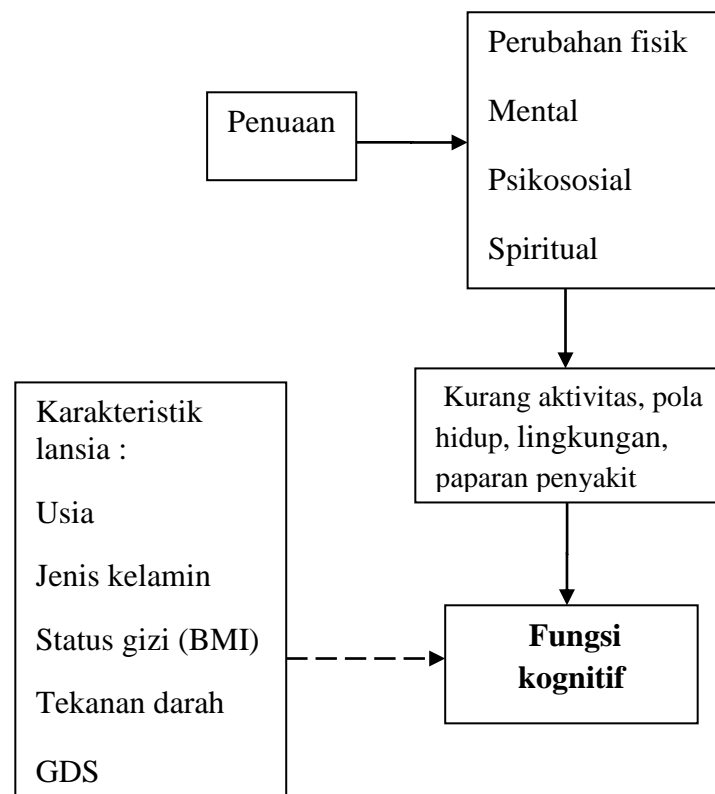 Penuaan
Perubahan fisik
Mental
Psikososial
Spiritual
Kurang aktivitas, pola
hidup, lingkungan,
paparan penyakit
Karakteristik
lansia :
Usia
Jenis kelamin
Status gizi (BMI)
Tekanan darah
GDS
Fungsi
kognitif